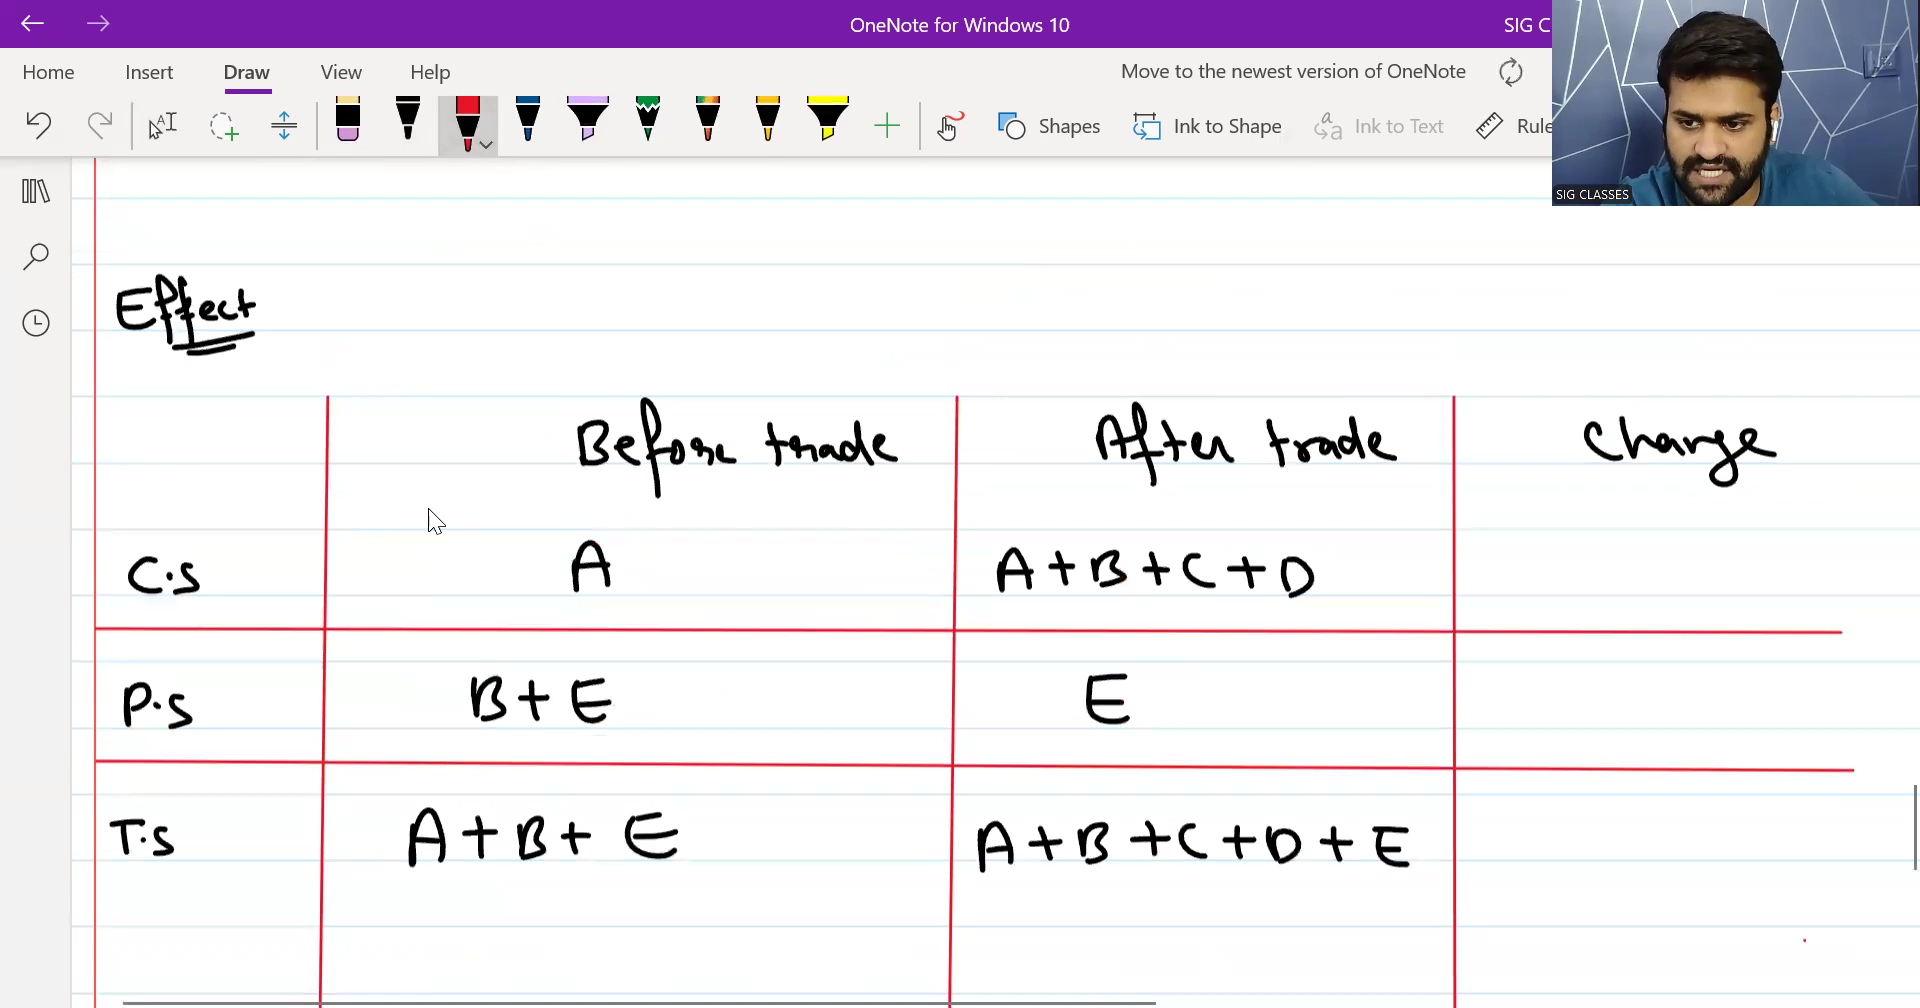 OneNote for Windows 10
SIG C
Home Insert Draw View Help
Move to the newest version of OneNote
Shapes Ink to Shape Ink to Text Rule
SIG CLASSES
Effect
Before trade After trade Change
C.S A A+B+C+D
P.S B+E E
T.S A+B+E A+B+C+D+E